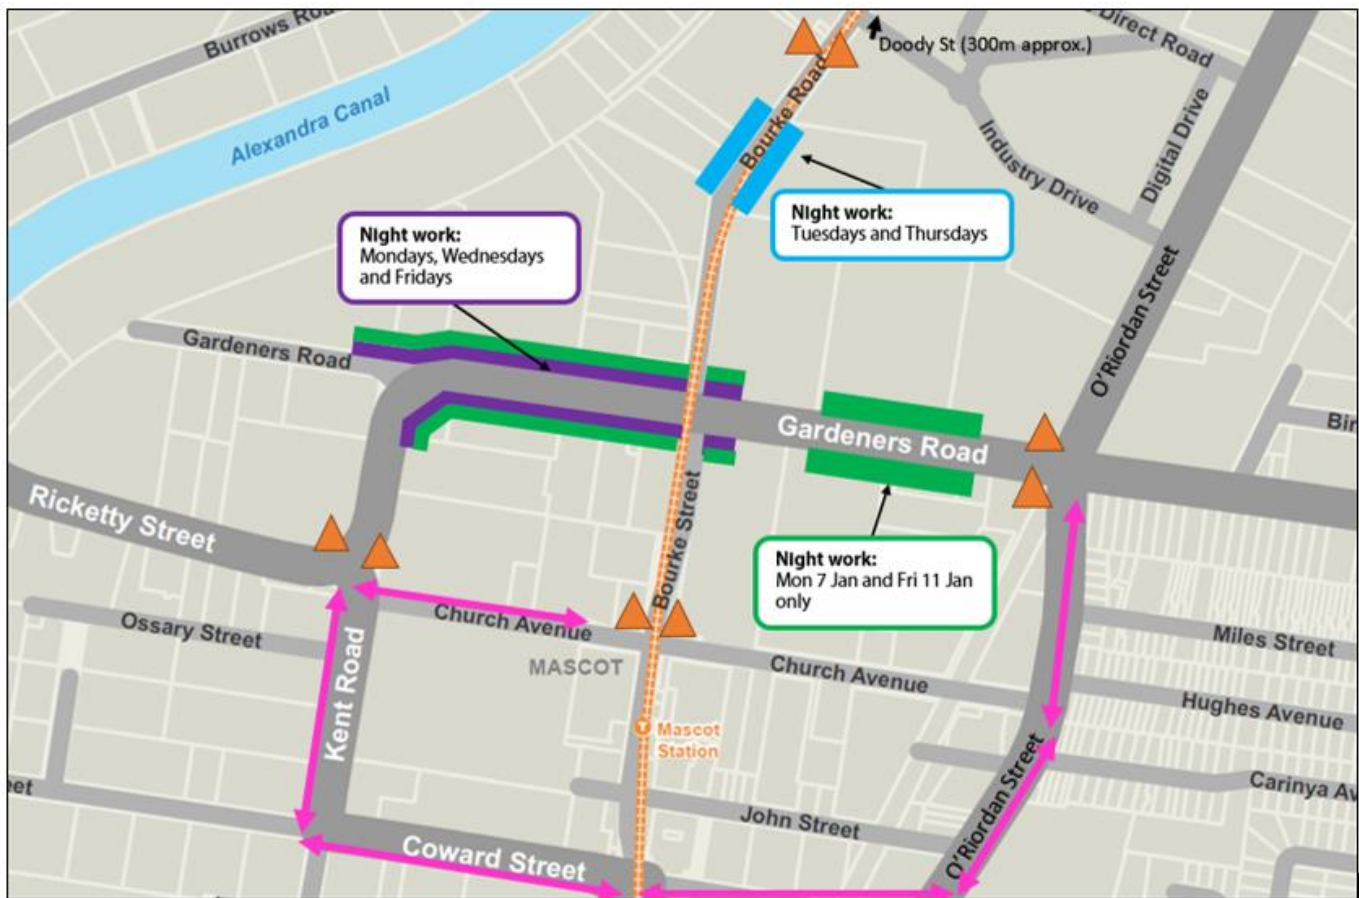 Burrows Roa
Direct Road
Doody St (300m approx.)
Alexandra Canal
Bourke Road
Digital Drive
Industry Drive
Night work:
Tuesdays and Thursdays
Night work:
Mondays, Wednesdays
and Fridays
O'Riordan Street
Gardeners Road
Gardeners Road
Bir
Ricketty Street
Bourke Street
Night work:
Mon 7 Jan and Fri 11 Jan
only
Church Avenue
Ossary Street
Miles Street
MASCOT
Church Avenue
Kent Road
Hughes Avenue
T
Mascot
Station
O'Riordan Street
Carinya Av
eet
John Street
Coward Street